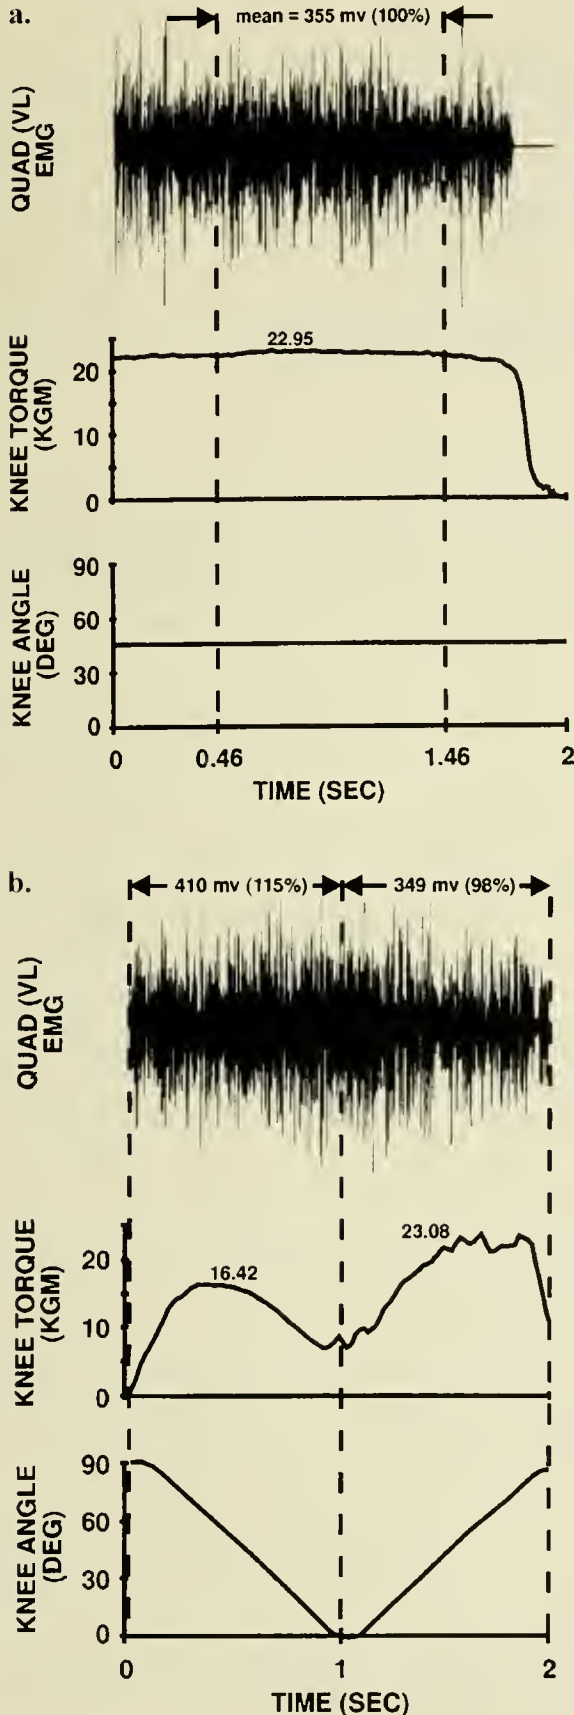 a.
mean = 355 mv (100%)
QUAD (VL)
EMG
22.95
KNEE TORQUE
(KGM)
20
10
0
KNEE ANGLE
(DEG)
90
60
30
0
0 0.46 1.46 2
TIME (SEC)
b.
410 mv (115%) 349 mv (98%)
QUAD (VL)
EMG
16.42 23.08
KNEE TORQUE
(KGM)
20
10
0
KNEE ANGLE
(DEG)
90
60
30
0
0 1 2
TIME (SEC)